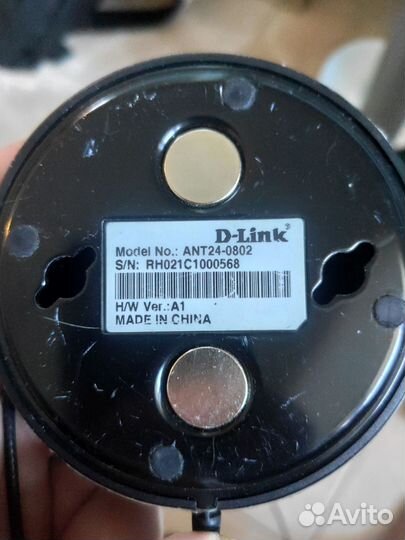 D-Link
Model No.: ANT24-0802
S/N: RH021C1000568
H/W Ver.:A1
MADE IN CHINA
Avito